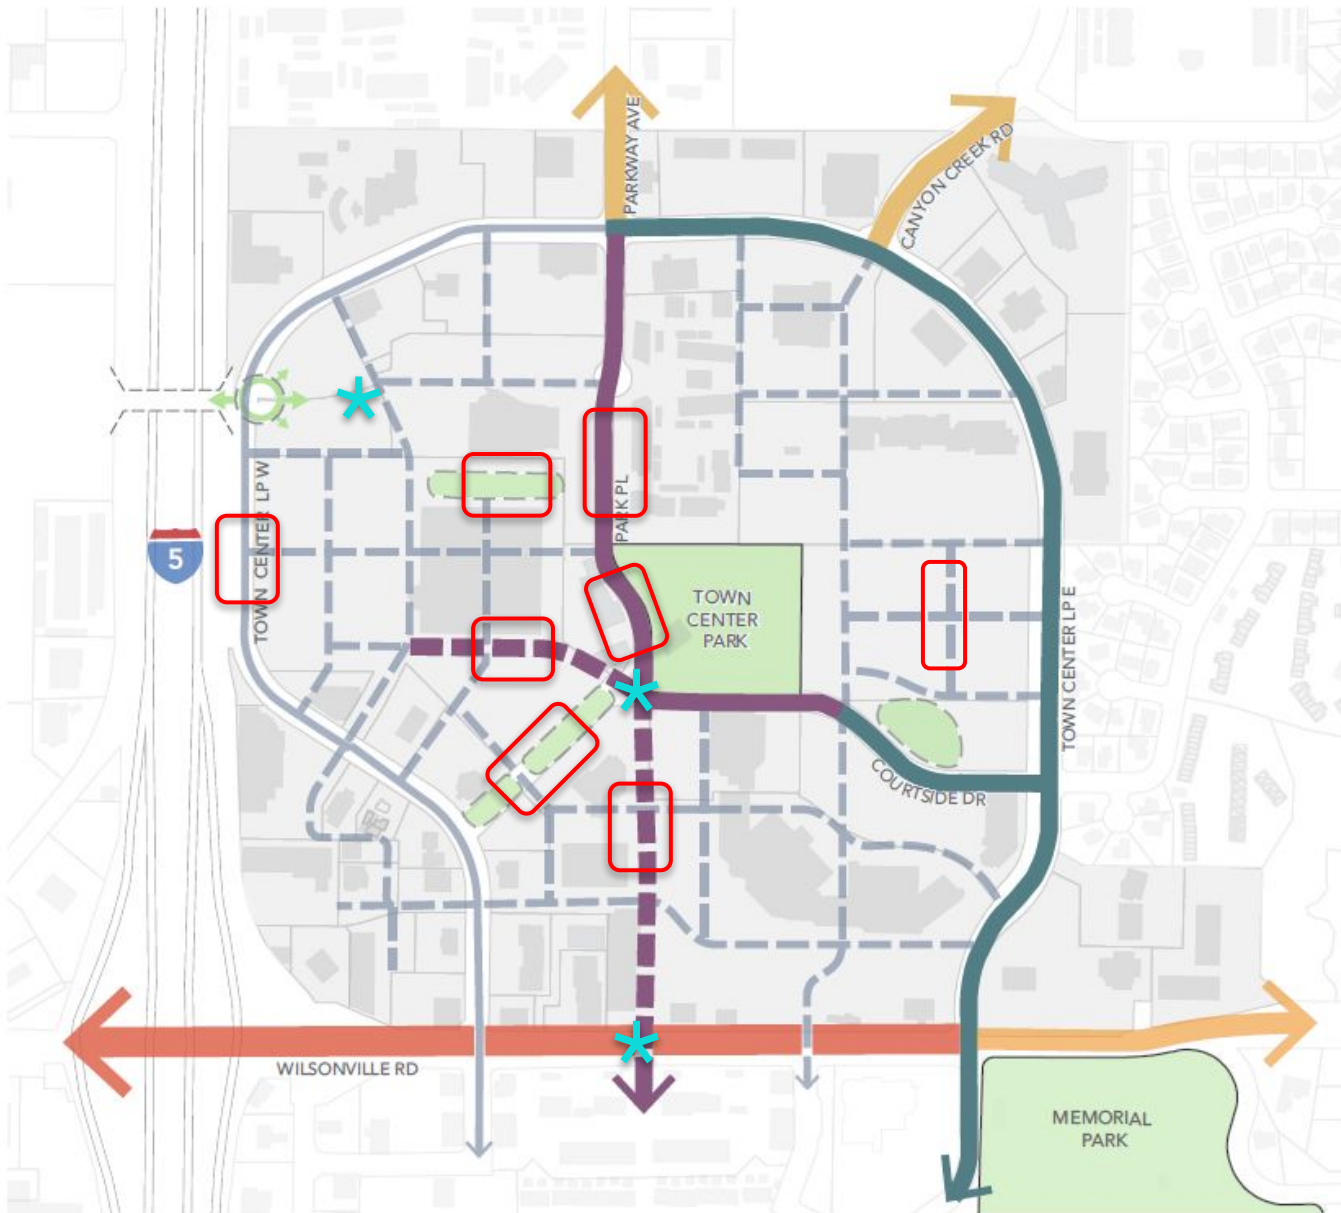 PARKWAY AVE
CANYON CREEK RD
TOWN CENTER LP W
PARK PL
5
TOWN
CENTER
PARK
TOWN CENTER LP E
COURTSIDE DR
WILSONVILLE RD
MEMORIAL
PARK